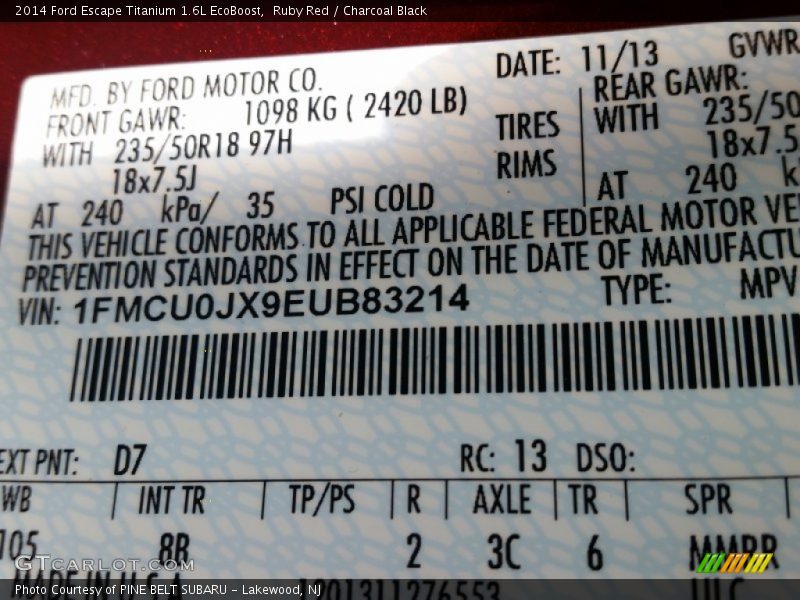 2014 Ford Escape Titanium 1.6L EcoBoost,  Ruby Red / Charcoal Black
MFD. BY FORD MOTOR CO.
DATE: 11/13
GVWR
FRONT GAWR: 1098 KG ( 2420 LB)
REAR GAWR:
WITH 235/50R18 97H
TIRES
WITH 235/50
18x7.5J
RIMS
18x7.5
AT 240 kPa/ 35 PSI COLD
AT 240
THIS VEHICLE CONFORMS TO ALL APPLICABLE FEDERAL MOTOR VE
PREVENTION STANDARDS IN EFFECT ON THE DATE OF MANUFACTU
VIN: 1FMCU0JX9EUB83214
TYPE: MPV
EXT PNT: D7
RC: 13 DSO:
WB INT TR TP/PS R AXLE TR SPR
105 8R 2 3C 6 MMRR
GTcarlot.com
MADE IN U.S.A.
Photo Courtesy of PINE BELT SUBARU - Lakewood, NJ